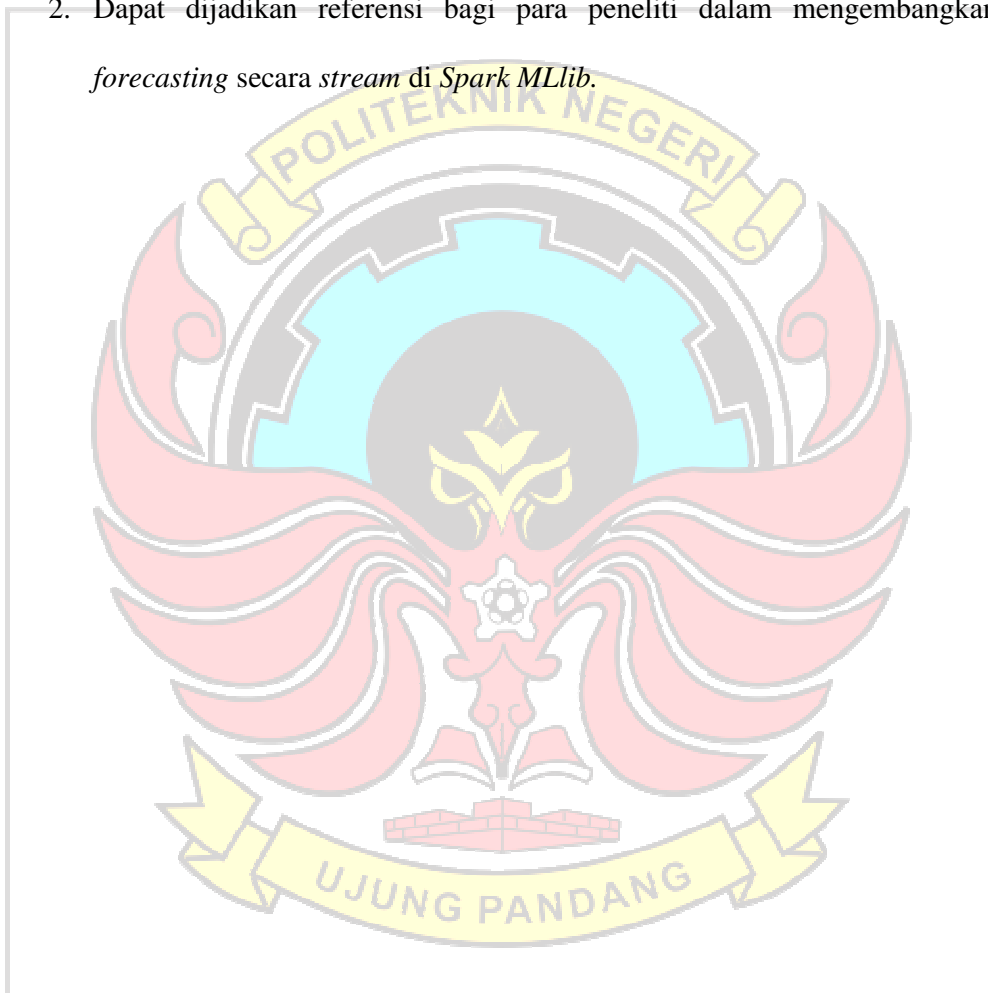 2. Dapat dijadikan referensi bagi para peneliti dalam mengembangkan
forecasting secara stream di Spark MLlib.
POLITEKNIK NEGERI
UJUNG PANDANG